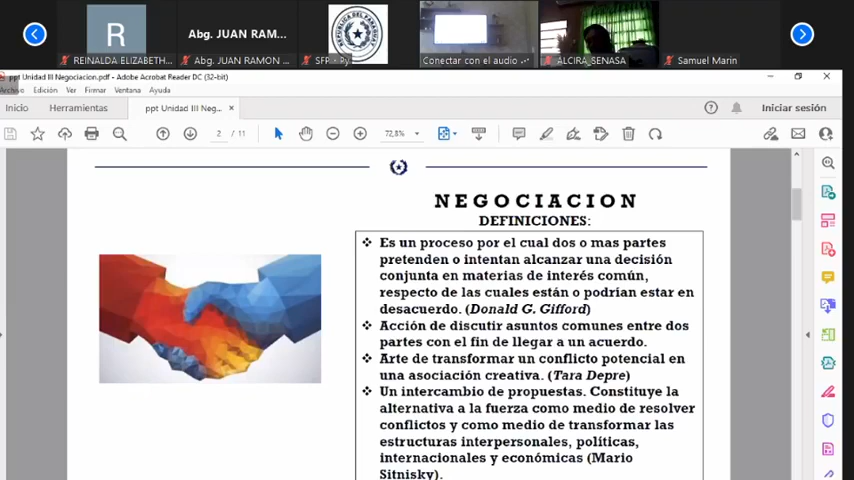 R
Abg. JUAN RAM...
REPUBLICA DEL PARAGUAY
REINALDA ELIZABETH...
Abg. JUAN RAMON ...
Conectar con el audio
ALCIRA_SENASA
Samuel Marin
ppt Unidad III Negociacion.pdf - Adobe Acrobat Reader DC (32-bit)
Archivo Edición Ver Firmar Ventana Ayuda
Inicio Herramientas ppt Unidad III Neg... × Iniciar sesión
2 / 11 72,8%
NEGOCIACION
DEFINICIONES:
Es un proceso por el cual dos o mas partes
pretenden o intentan alcanzar una decisión
conjunta en materias de interés común,
respecto de las cuales están o podrían estar en
desacuerdo. (Donald G. Gifford)
Acción de discutir asuntos comunes entre dos
partes con el fin de llegar a un acuerdo.
Arte de transformar un conflicto potencial en
una asociación creativa. (Tara Depre)
Un intercambio de propuestas. Constituye la
alternativa a la fuerza como medio de resolver
conflictos y como medio de transformar las
estructuras interpersonales, políticas,
internacionales y económicas (Mario
Sitnisky).